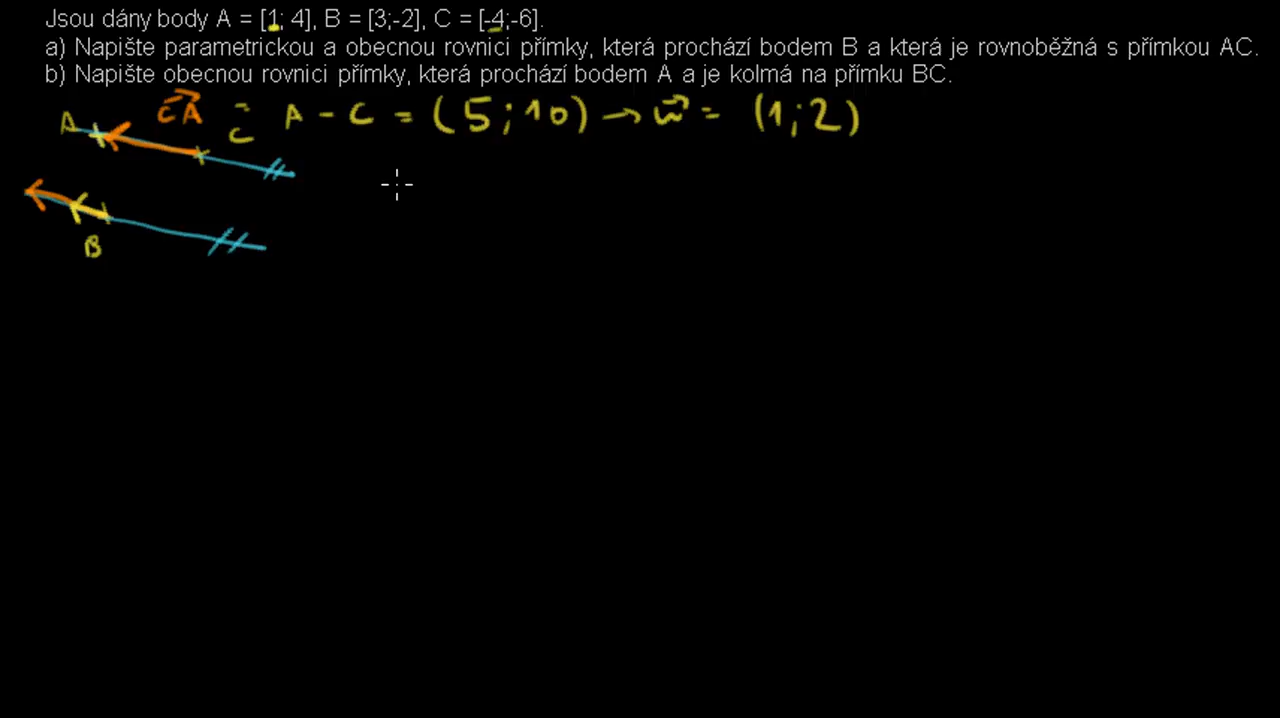 Jsou dány body A = [1; 4], B = [3;-2], C = [-4;-6].
a) Napište parametrickou a obecnou rovnici přímky, která prochází bodem B a která je rovnoběžná s přímkou AC.
b) Napište obecnou rovnici přímky, která prochází bodem A a je kolmá na přímku BC.
A CA = A - C = (5; 10) → w = (1; 2)
C
B